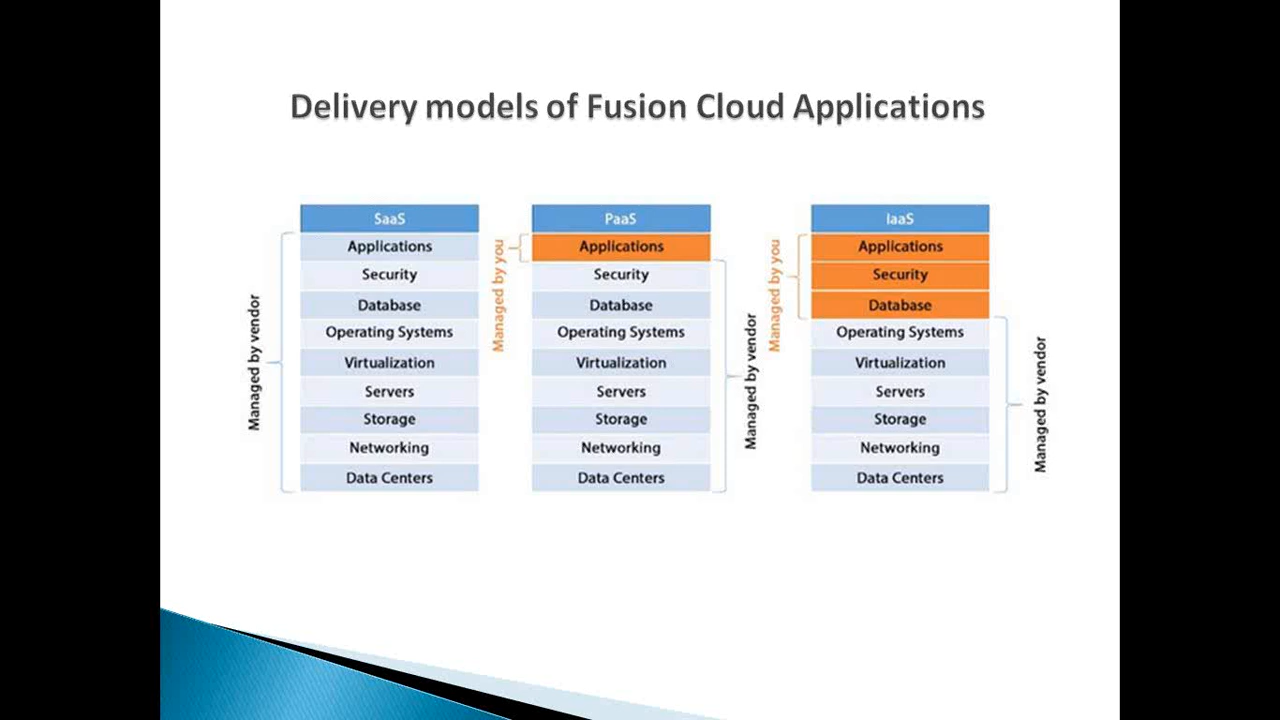 Delivery models of Fusion Cloud Applications
SaaS
Applications
Security
Database
Operating Systems
Virtualization
Servers
Storage
Networking
Data Centers
Managed by vendor
PaaS
Applications
Security
Database
Operating Systems
Virtualization
Servers
Storage
Networking
Data Centers
Managed by you
Managed by vendor
IaaS
Applications
Security
Database
Operating Systems
Virtualization
Servers
Storage
Networking
Data Centers
Managed by you
Managed by vendor